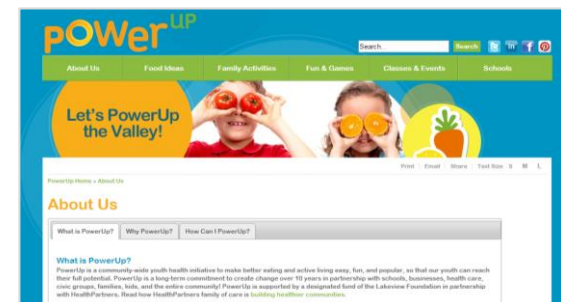 pOWer UP
Search... Search
About Us Food Ideas Family Activities Fun & Games Classes & Events Schools
Let's PowerUp
the Valley!
Print Email Share Text Size S M L
PowerUp Home » About Us
About Us
What is PowerUp? Why PowerUp? How Can I PowerUp?
What is PowerUp?
PowerUp is a community-wide youth health initiative to make better eating and active living easy, fun, and popular, so that our youth can reach
their full potential. PowerUp is a long-term commitment to create change over 10 years in partnership with schools, businesses, health care,
civic groups, families, kids, and the entire community! PowerUp is supported by a designated fund of the Lakeview Foundation in partnership
with HealthPartners. Read how HealthPartners family of care is building healthier communities.